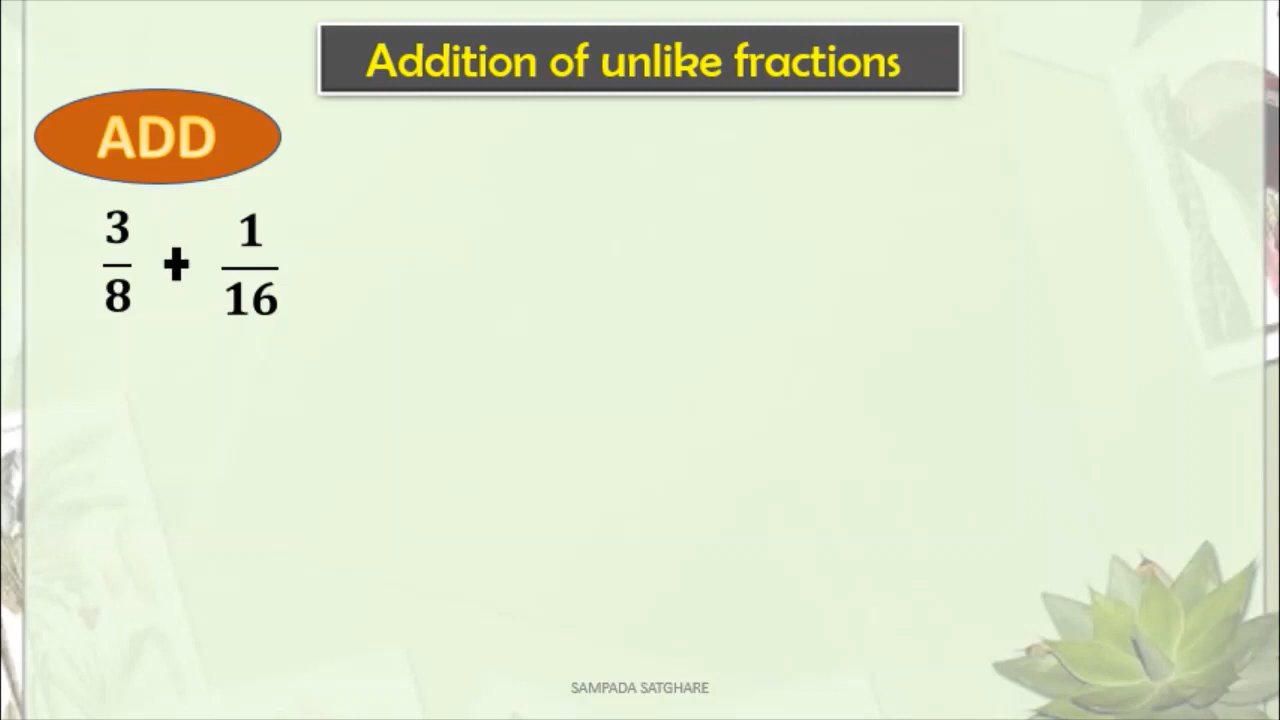 Addition of unlike fractions
ADD
3/8 + 1/16
SAMPADA SATGHARE